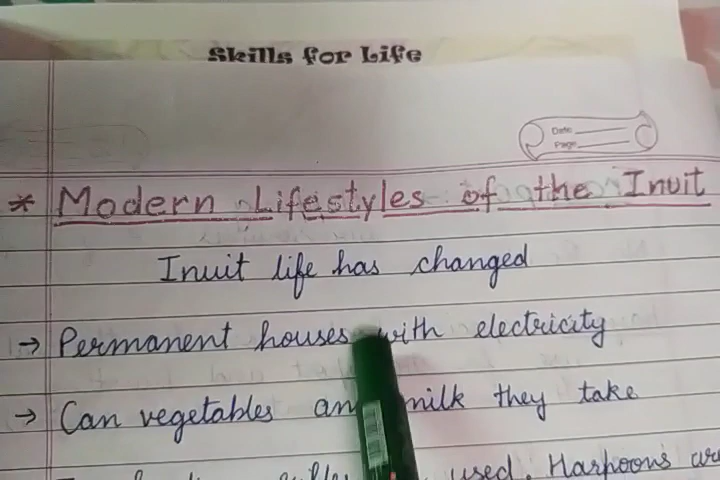 Skills for Life
Date
Page
* Modern Lifestyles of the Inuit
Inuit life has changed
→ Permanent houses with electricity
→ Can vegetables an milk they take
used. Harpoons are